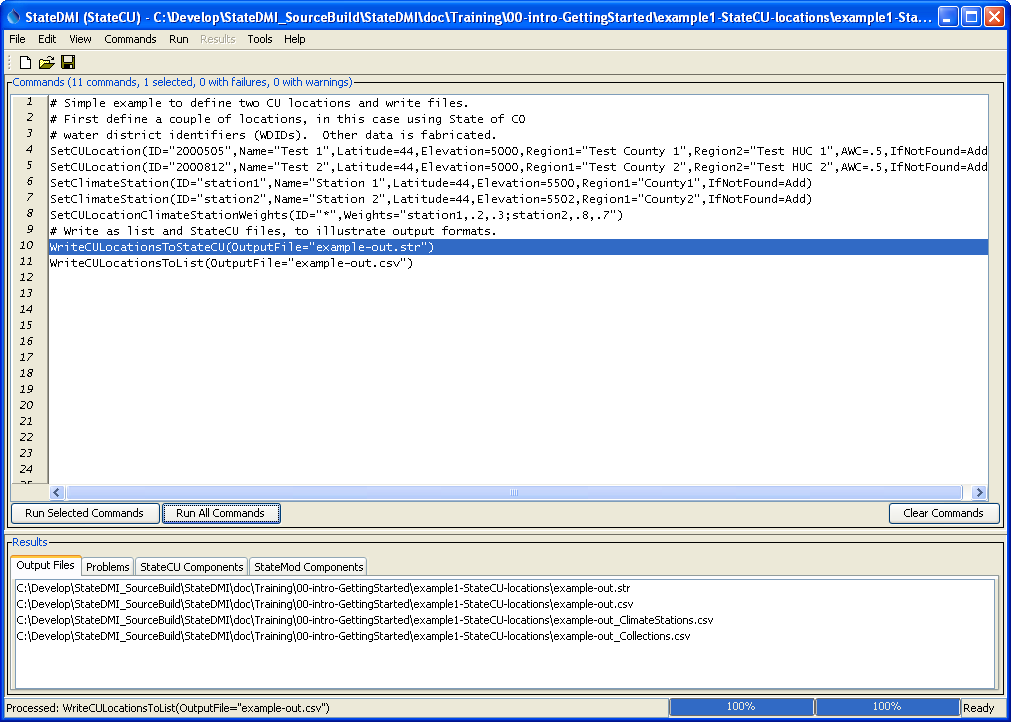 StateDMI (StateCU) - C:\Develop\StateDMI_SourceBuild\StateDMI\doc\Training\00-intro-GettingStarted\example1-StateCU-locations\example1-Sta...
File Edit View Commands Run Results Tools Help
Commands (11 commands, 1 selected, 0 with failures, 0 with warnings)
1 # Simple example to define two CU locations and write files.
2 # First define a couple of locations, in this case using State of CO
3 # water district identifiers (WDIDs).  Other data is fabricated.
4 SetCULocation(ID="2000505",Name="Test 1",Latitude=44,Elevation=5000,Region1="Test County 1",Region2="Test HUC 1",AWC=.5,IfNotFound=Add
5 SetCULocation(ID="2000812",Name="Test 2",Latitude=44,Elevation=5000,Region1="Test County 2",Region2="Test HUC 2",AWC=.5,IfNotFound=Add
6 SetClimateStation(ID="station1",Name="Station 1",Latitude=44,Elevation=5500,Region1="County1",IfNotFound=Add)
7 SetClimateStation(ID="station2",Name="Station 2",Latitude=44,Elevation=5502,Region1="County2",IfNotFound=Add)
8 SetCULocationClimateStationWeights(ID="*",Weights="station1,.2,.3;station2,.8,.7")
9 # Write as list and StateCU files, to illustrate output formats.
10 WriteCULocationsToStateCU(OutputFile="example-out.str")
11 WriteCULocationsToList(OutputFile="example-out.csv")
12
13
14
15
16
17
18
19
20
21
22
23
24
25
Run Selected Commands Run All Commands Clear Commands
Results
Output Files Problems StateCU Components StateMod Components
C:\Develop\StateDMI_SourceBuild\StateDMI\doc\Training\00-intro-GettingStarted\example1-StateCU-locations\example-out.str
C:\Develop\StateDMI_SourceBuild\StateDMI\doc\Training\00-intro-GettingStarted\example1-StateCU-locations\example-out.csv
C:\Develop\StateDMI_SourceBuild\StateDMI\doc\Training\00-intro-GettingStarted\example1-StateCU-locations\example-out_ClimateStations.csv
C:\Develop\StateDMI_SourceBuild\StateDMI\doc\Training\00-intro-GettingStarted\example1-StateCU-locations\example-out_Collections.csv
Processed: WriteCULocationsToList(OutputFile="example-out.csv") 100% 100% Ready